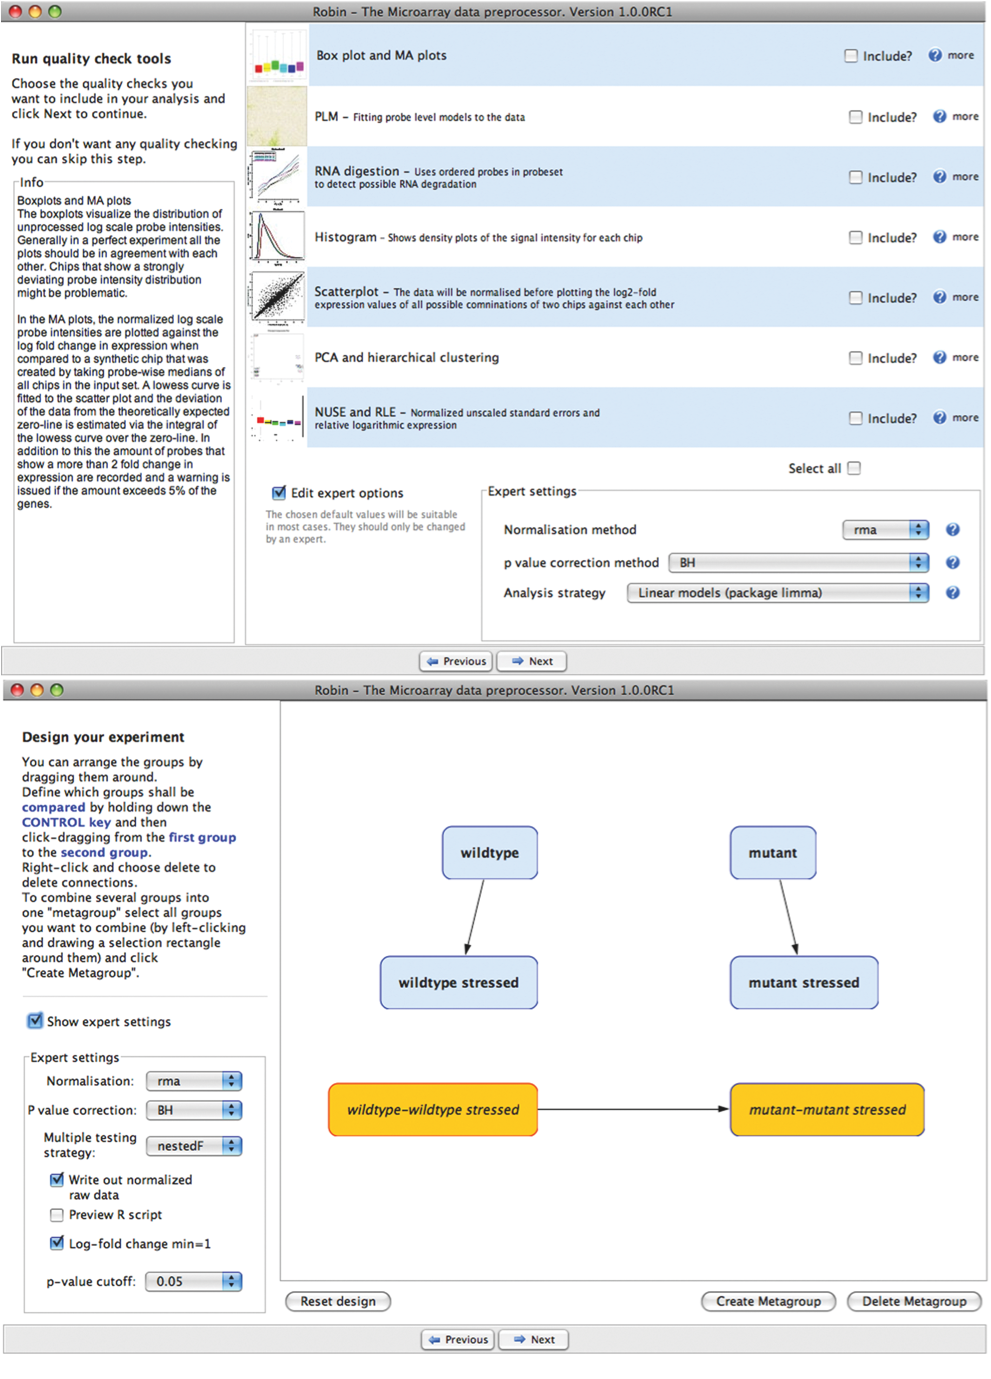 Robin - The Microarray data preprocessor. Version 1.0.0RC1
Run quality check tools
Choose the quality checks you
want to include in your analysis and
click Next to continue.
If you don't want any quality checking
you can skip this step.
Info
Boxplots and MA plots
The boxplots visualize the distribution of
unprocessed log scale probe intensities.
Generally in a perfect experiment all the
plots should be in agreement with each
other. Chips that show a strongly
deviating probe intensity distribution
might be problematic.
In the MA plots, the normalized log scale
probe intensities are plotted against the
log fold change in expression when
compared to a synthetic chip that was
created by taking probe-wise medians of
all chips in the input set. A lowess curve is
fitted to the scatter plot and the deviation
of the data from the theoretically expected
zero-line is estimated via the integral of
the lowess curve over the zero-line. In
addition to this the amount of probes that
show a more than 2 fold change in
expression are recorded and a warning is
issued if the amount exceeds 5% of the
genes.
Box plot and MA plots
Include? ? more
PLM - Fitting probe level models to the data
Include? ? more
RNA digestion - Uses ordered probes in probeset
to detect possible RNA degradation
Include? ? more
Histogram - Shows density plots of the signal intensity for each chip
Include? ? more
Scatterplot - The data will be normalised before plotting the log2-fold
expression values of all possible comninations of two chips against each other
Include? ? more
PCA and hierarchical clustering
Include? ? more
NUSE and RLE - Normalized unscaled standard errors and
relative logarithmic expression
Include? ? more
Select all
Edit expert options
The chosen default values will be suitable
in most cases. They should only be changed
by an expert.
Expert settings
Normalisation method rma ?
p value correction method BH ?
Analysis strategy Linear models (package limma) ?
Previous Next
Robin - The Microarray data preprocessor. Version 1.0.0RC1
Design your experiment
You can arrange the groups by
dragging them around.
Define which groups shall be
compared by holding down the
CONTROL key and then
click-dragging from the first group
to the second group.
Right-click and choose delete to
delete connections.
To combine several groups into
one "metagroup" select all groups
you want to combine (by left-clicking
and drawing a selection rectangle
around them) and click
"Create Metagroup".
Show expert settings
Expert settings
Normalisation: rma
P value correction: BH
Multiple testing
strategy: nestedF
Write out normalized
raw data
Preview R script
Log-fold change min=1
p-value cutoff: 0.05
wildtype
mutant
wildtype stressed
mutant stressed
wildtype-wildtype stressed
mutant-mutant stressed
Reset design
Create Metagroup
Delete Metagroup
Previous Next